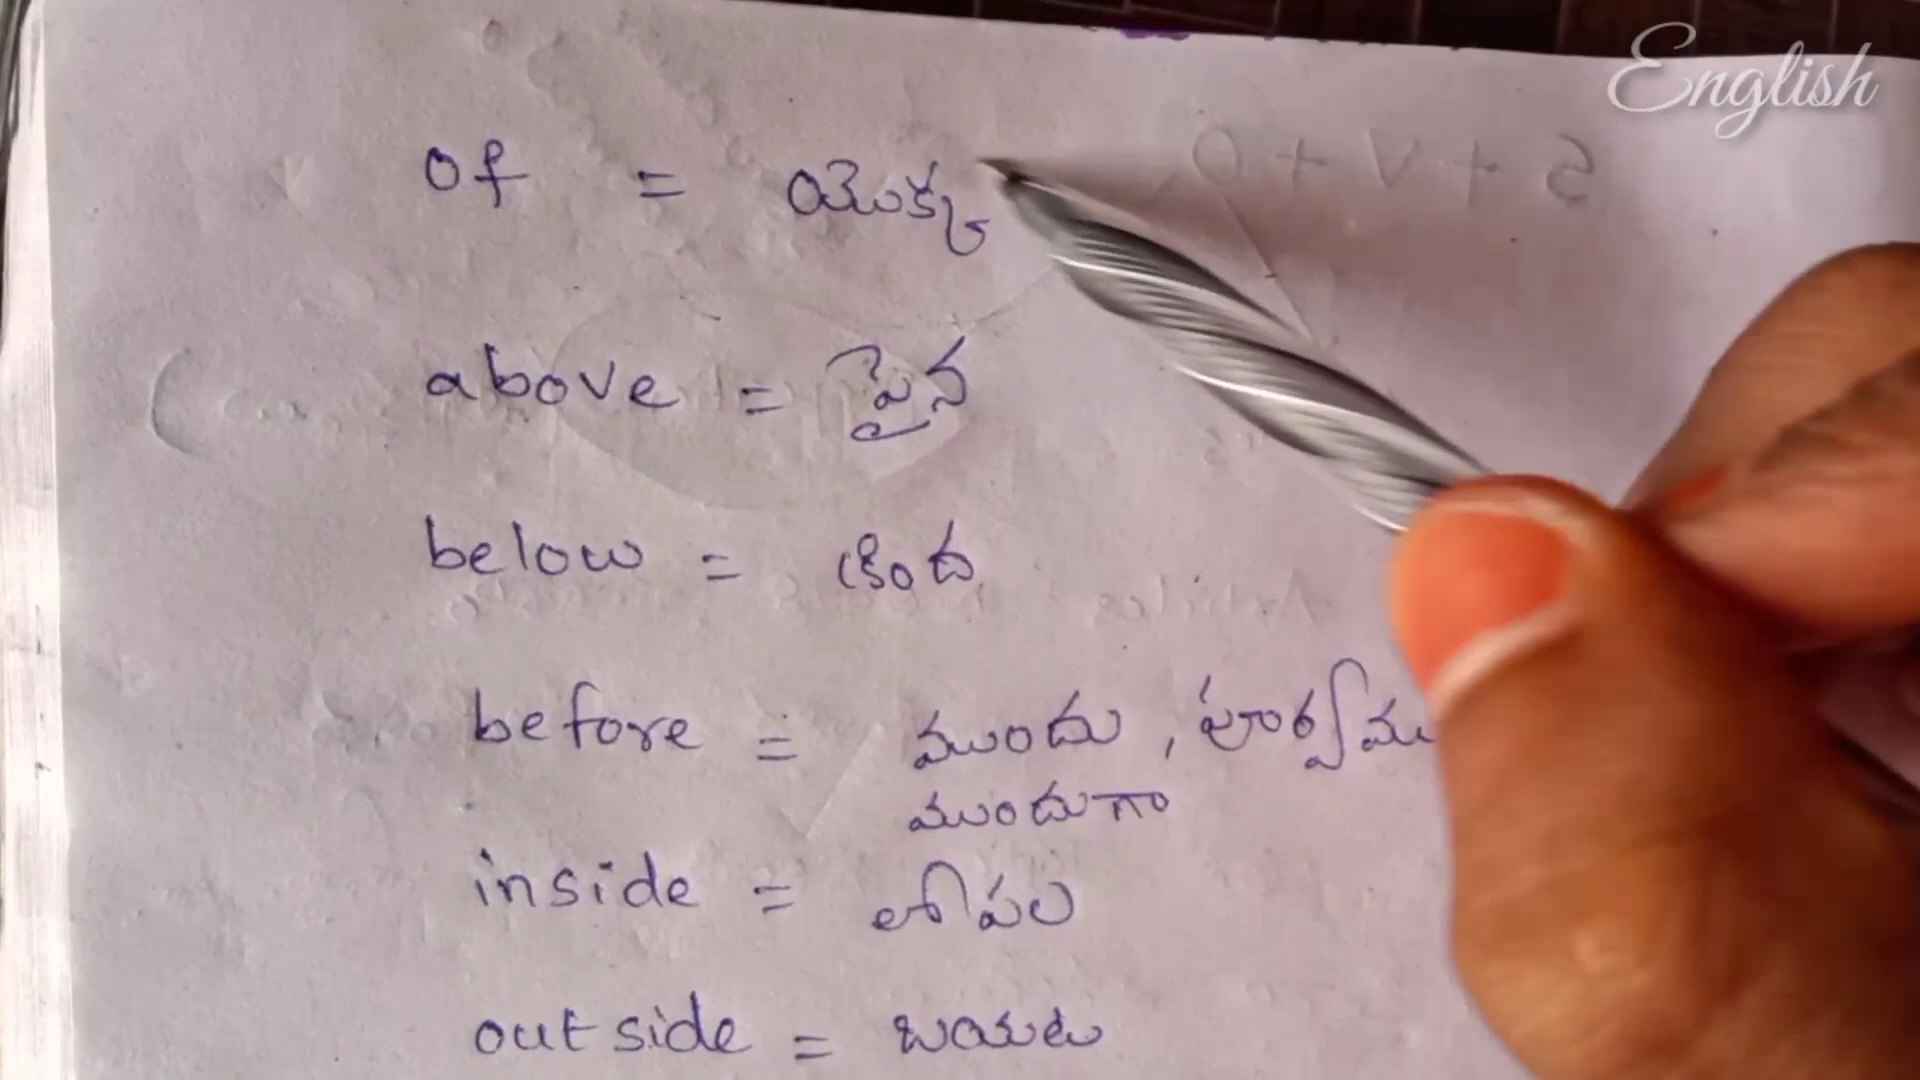 English
of = యొక్క
above = పైన
below = క్రింద
before = ముందు, పూర్వము
ముందుగా
inside = లోపల
outside = బయట